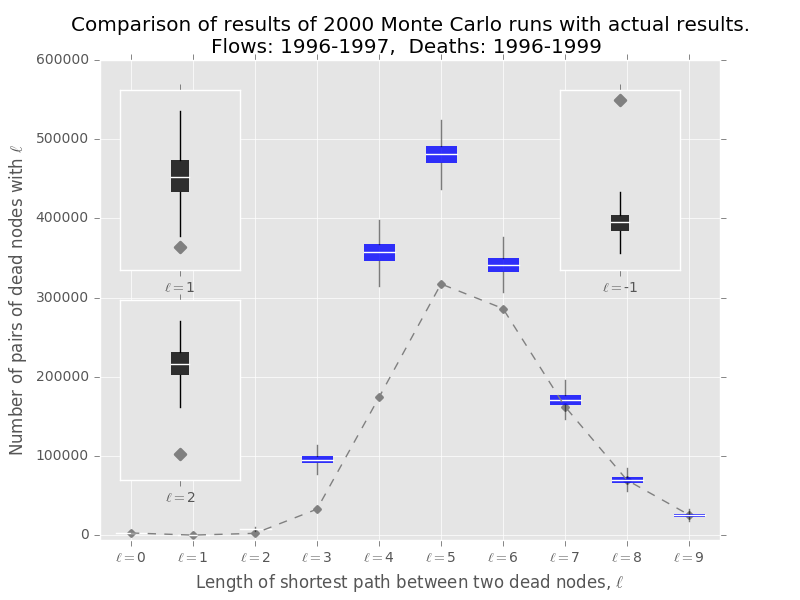 Comparison of results of 2000 Monte Carlo runs with actual results.
Flows: 1996-1997,  Deaths: 1996-1999
Number of pairs of dead nodes with ℓ
600000
500000
400000
300000
200000
100000
0
ℓ=1
ℓ=2
ℓ=-1
ℓ=0 ℓ=1 ℓ=2 ℓ=3 ℓ=4 ℓ=5 ℓ=6 ℓ=7 ℓ=8 ℓ=9
Length of shortest path between two dead nodes, ℓ